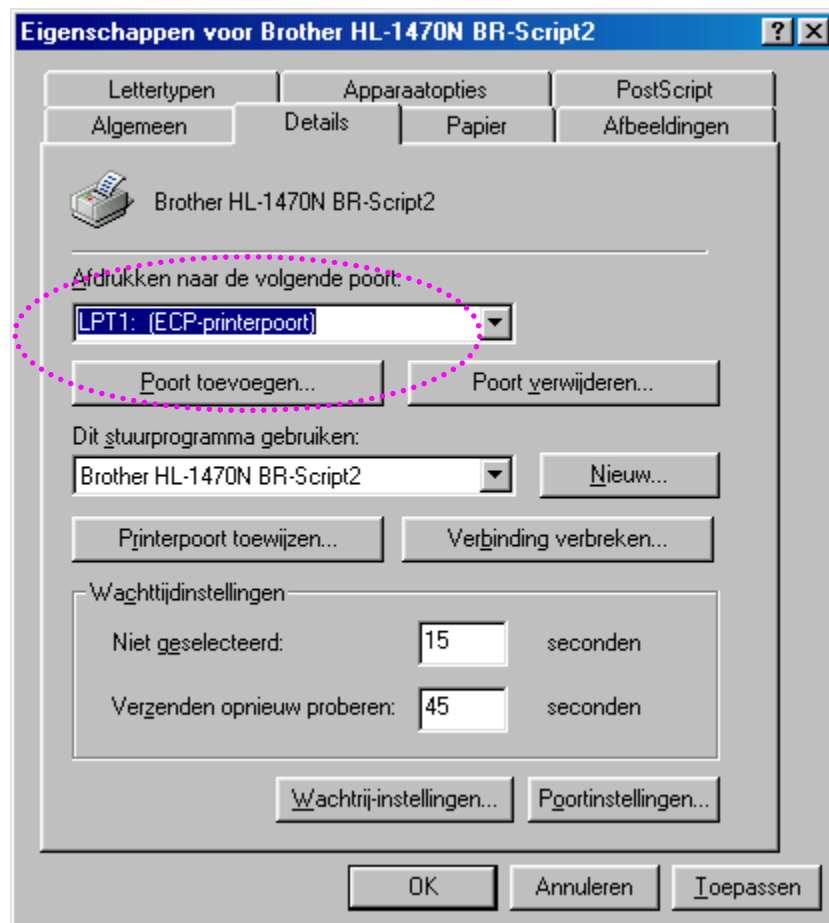 Eigenschappen voor Brother HL-1470N BR-Script2
Lettertypen Apparaatopties PostScript
Algemeen Details Papier Afbeeldingen
Brother HL-1470N BR-Script2
Afdrukken naar de volgende poort:
LPT1: (ECP-printerpoort)
Poort toevoegen... Poort verwijderen...
Dit stuurprogramma gebruiken:
Brother HL-1470N BR-Script2 Nieuw...
Printerpoort toewijzen... Verbinding verbreken...
Wachttijdinstellingen
Niet geselecteerd: 15 seconden
Verzenden opnieuw proberen: 45 seconden
Wachtrij-instellingen... Poortinstellingen...
OK Annuleren Toepassen